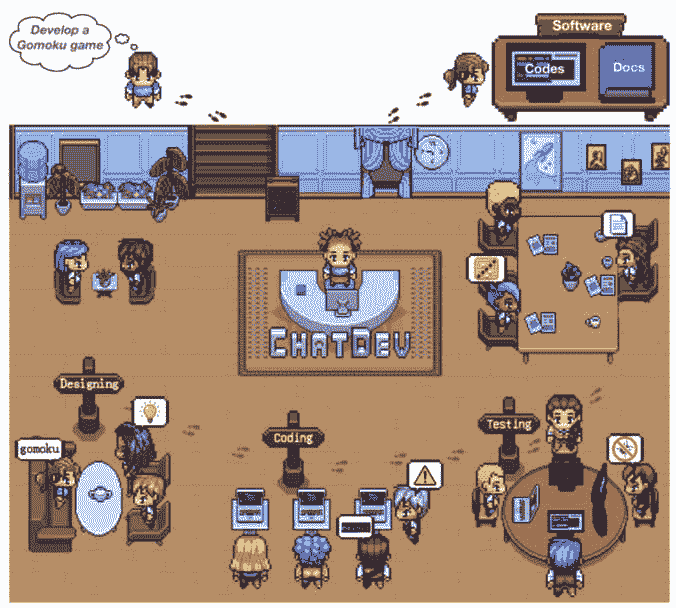 Develop a
Gomoku game
Software
Codes
Docs
CHATDEV
Designing
gomoku
Coding
Testing